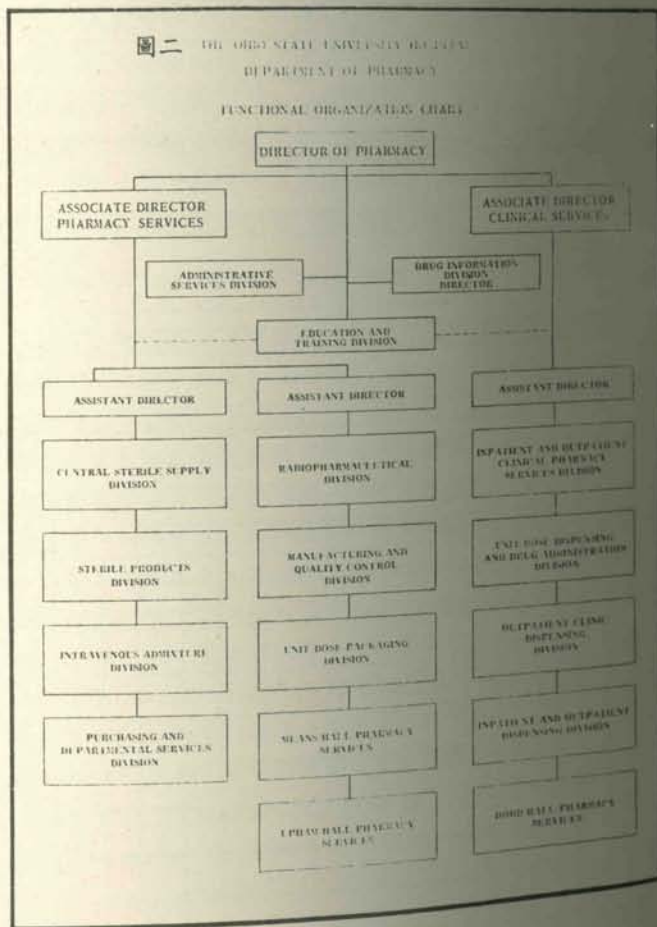 圖二 THE OHIO STATE UNIVERSITY HOSPITAL
DEPARTMENT OF PHARMACY
FUNCTIONAL ORGANIZATION CHART
DIRECTOR OF PHARMACY
ASSOCIATE DIRECTOR
PHARMACY SERVICES
ASSOCIATE DIRECTOR
CLINICAL SERVICES
ADMINISTRATIVE
SERVICES DIVISION
DRUG INFORMATION
DIVISION
DIRECTOR
EDUCATION AND
TRAINING DIVISION
ASSISTANT DIRECTOR
ASSISTANT DIRECTOR
ASSISTANT DIRECTOR
CENTRAL STERILE SUPPLY
DIVISION
RADIOPHARMACEUTICAL
DIVISION
INPATIENT AND OUTPATIENT
CLINICAL PHARMACY
SERVICES DIVISION
STERILE PRODUCTS
DIVISION
MANUFACTURING AND
QUALITY CONTROL
DIVISION
UNIT DOSE DISPENSING
AND DRUG ADMINISTRATION
DIVISION
INTRAVENOUS ADMIXTURE
DIVISION
UNIT DOSE PACKAGING
DIVISION
OUTPATIENT CLINIC
DISPENSING
DIVISION
PURCHASING AND
DEPARTMENTAL SERVICES
DIVISION
MEANS HALL PHARMACY
SERVICES
INPATIENT AND OUTPATIENT
DISPENSING DIVISION
UPHAM HALL PHARMACY
SERVICES
DODD HALL PHARMACY
SERVICES